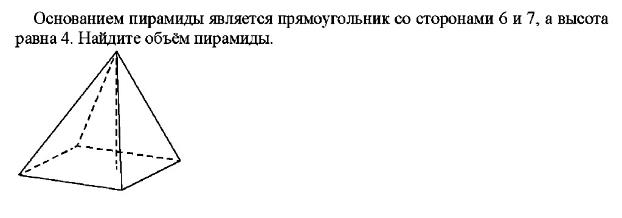 Основанием пирамиды является прямоугольник со сторонами 6 и 7, а высота
равна 4. Найдите объём пирамиды.